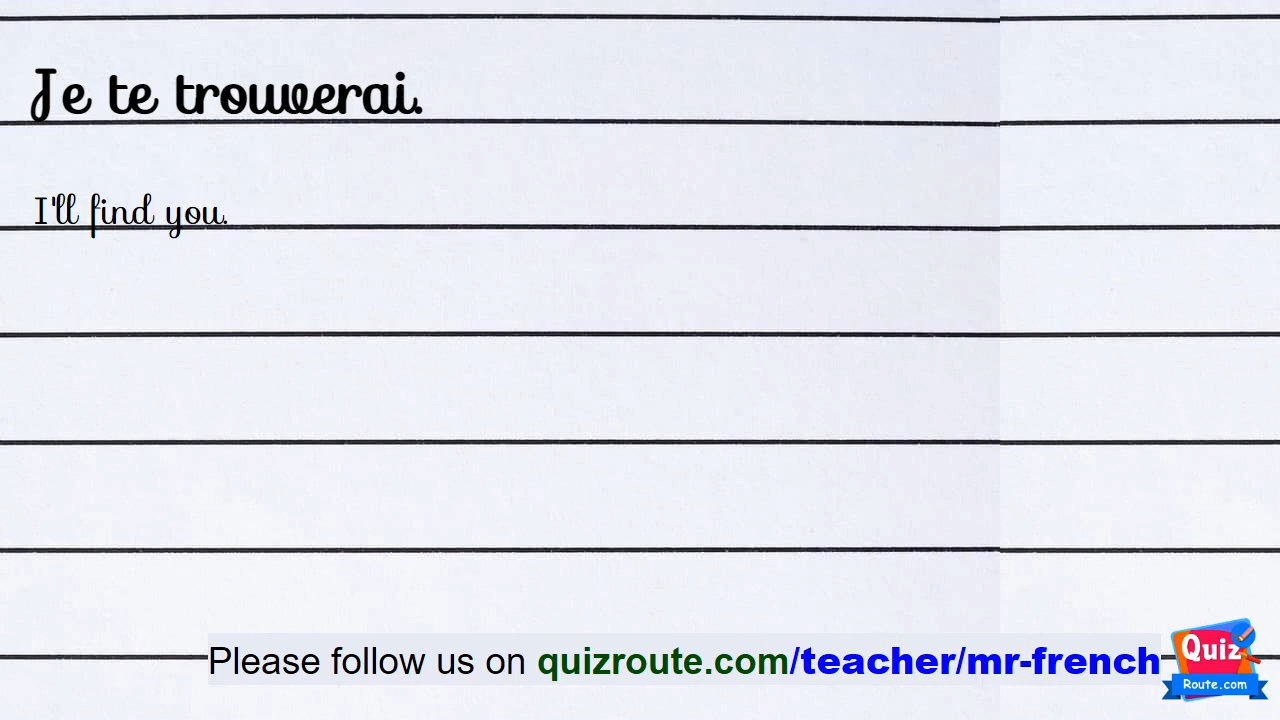 Je te trouverai.
I'll find you.
Please follow us on quizroute.com/teacher/mr-french
Quiz
Route.com